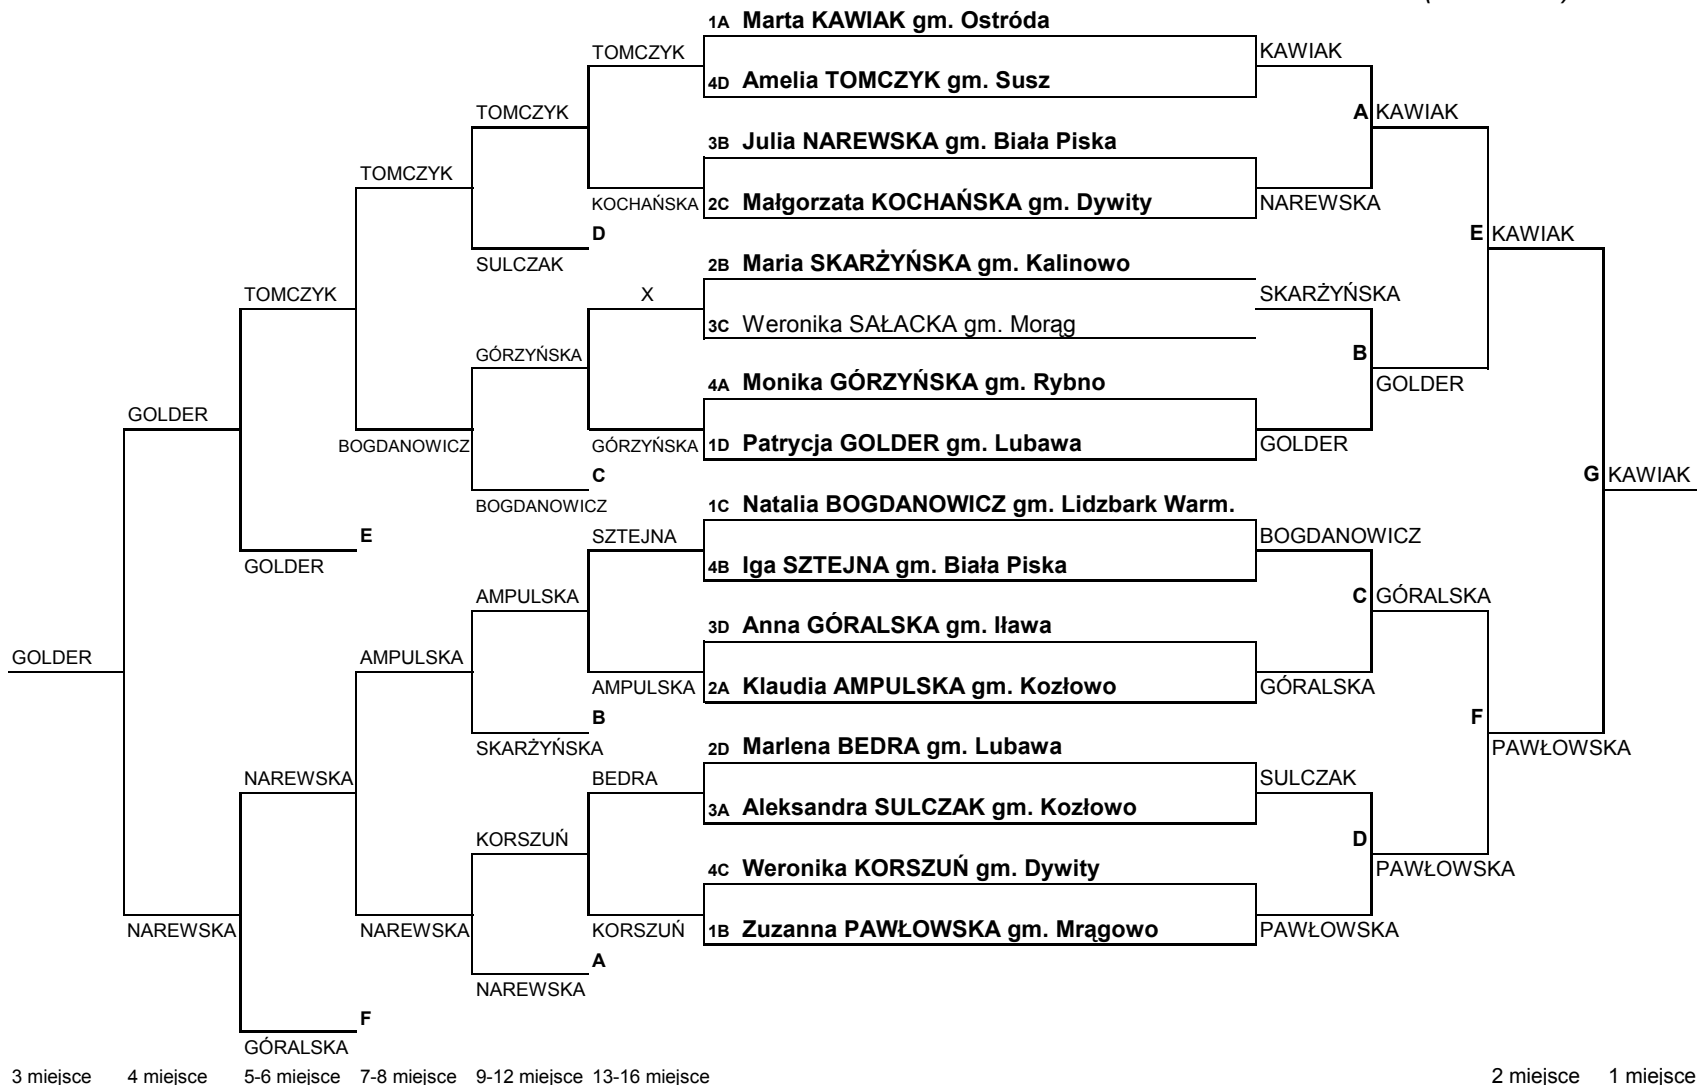 1A Marta KAWIAK gm. Ostróda
TOMCZYK KAWIAK
4D Amelia TOMCZYK gm. Susz
TOMCZYK A KAWIAK
3B Julia NAREWSKA gm. Biała Piska
TOMCZYK
KOCHAŃSKA 2C Małgorzata KOCHAŃSKA gm. Dywity NAREWSKA
D E KAWIAK
SULCZAK 2B Maria SKARŻYŃSKA gm. Kalinowo
TOMCZYK X SKARŻYŃSKA
3C Weronika SAŁACKA gm. Morąg
GÓRZYŃSKA B
4A Monika GÓRZYŃSKA gm. Rybno GOLDER
GOLDER
BOGDANOWICZ GÓRZYŃSKA 1D Patrycja GOLDER gm. Lubawa GOLDER
C G KAWIAK
BOGDANOWICZ 1C Natalia BOGDANOWICZ gm. Lidzbark Warm.
E SZTEJNA BOGDANOWICZ
GOLDER 4B Iga SZTEJNA gm. Biała Piska
AMPULSKA C GÓRALSKA
3D Anna GÓRALSKA gm. Iława
GOLDER AMPULSKA
AMPULSKA 2A Klaudia AMPULSKA gm. Kozłowo GÓRALSKA
B F
SKARŻYŃSKA 2D Marlena BEDRA gm. Lubawa PAWŁOWSKA
NAREWSKA BEDRA SULCZAK
3A Aleksandra SULCZAK gm. Kozłowo
KORSZUŃ D
4C Weronika KORSZUŃ gm. Dywity PAWŁOWSKA
NAREWSKA NAREWSKA KORSZUŃ 1B Zuzanna PAWŁOWSKA gm. Mrągowo PAWŁOWSKA
A
NAREWSKA
F
GÓRALSKA
3 miejsce 4 miejsce 5-6 miejsce 7-8 miejsce 9-12 miejsce 13-16 miejsce 2 miejsce 1 miejsce